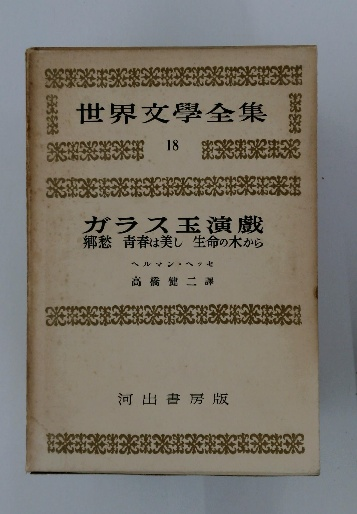 世界文學全集
18
ガラス玉演戲
郷愁 青春は美し 生命の木から
ヘルマン・ヘッセ
高橋健二譯
河出書房版